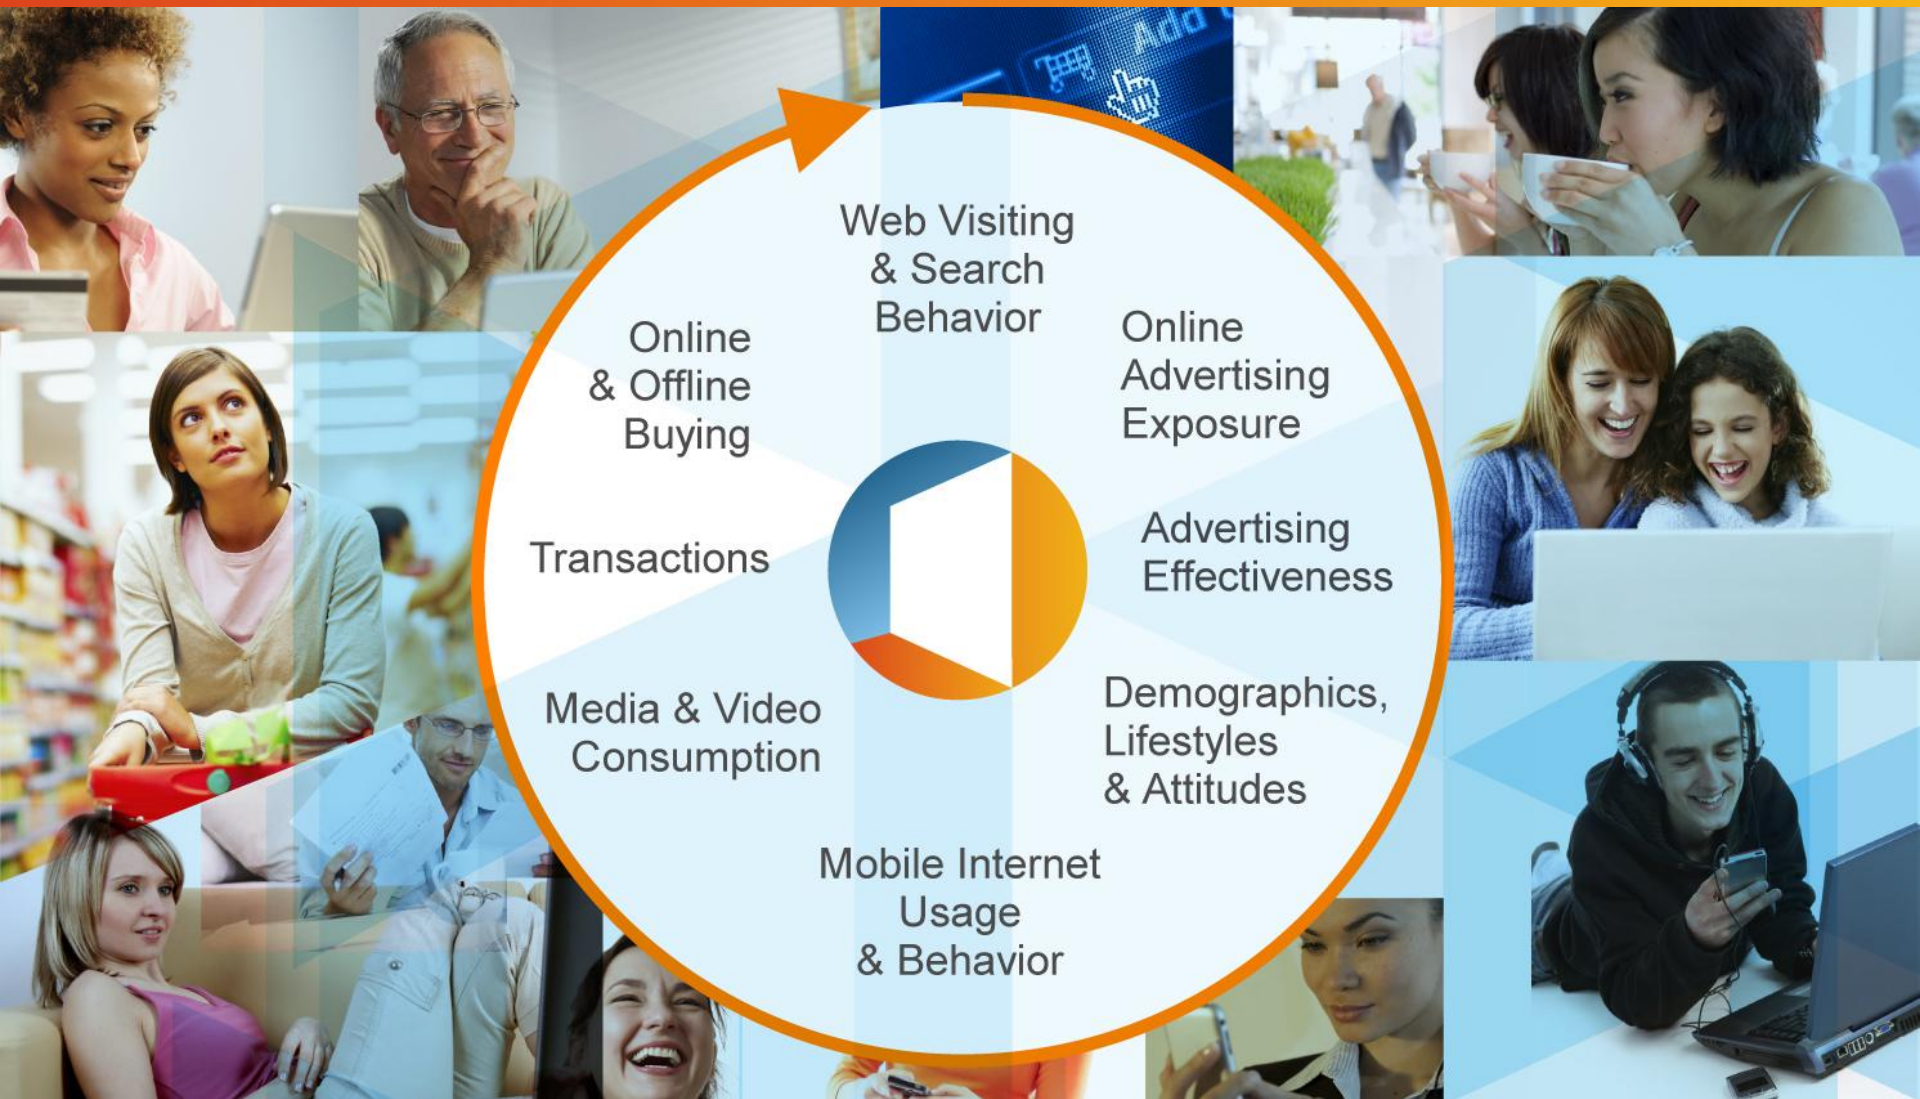 Add
Web Visiting
& Search
Behavior
Online
Advertising
Exposure
Advertising
Effectiveness
Demographics,
Lifestyles
& Attitudes
Mobile Internet
Usage
& Behavior
Media & Video
Consumption
Transactions
Online
& Offline
Buying